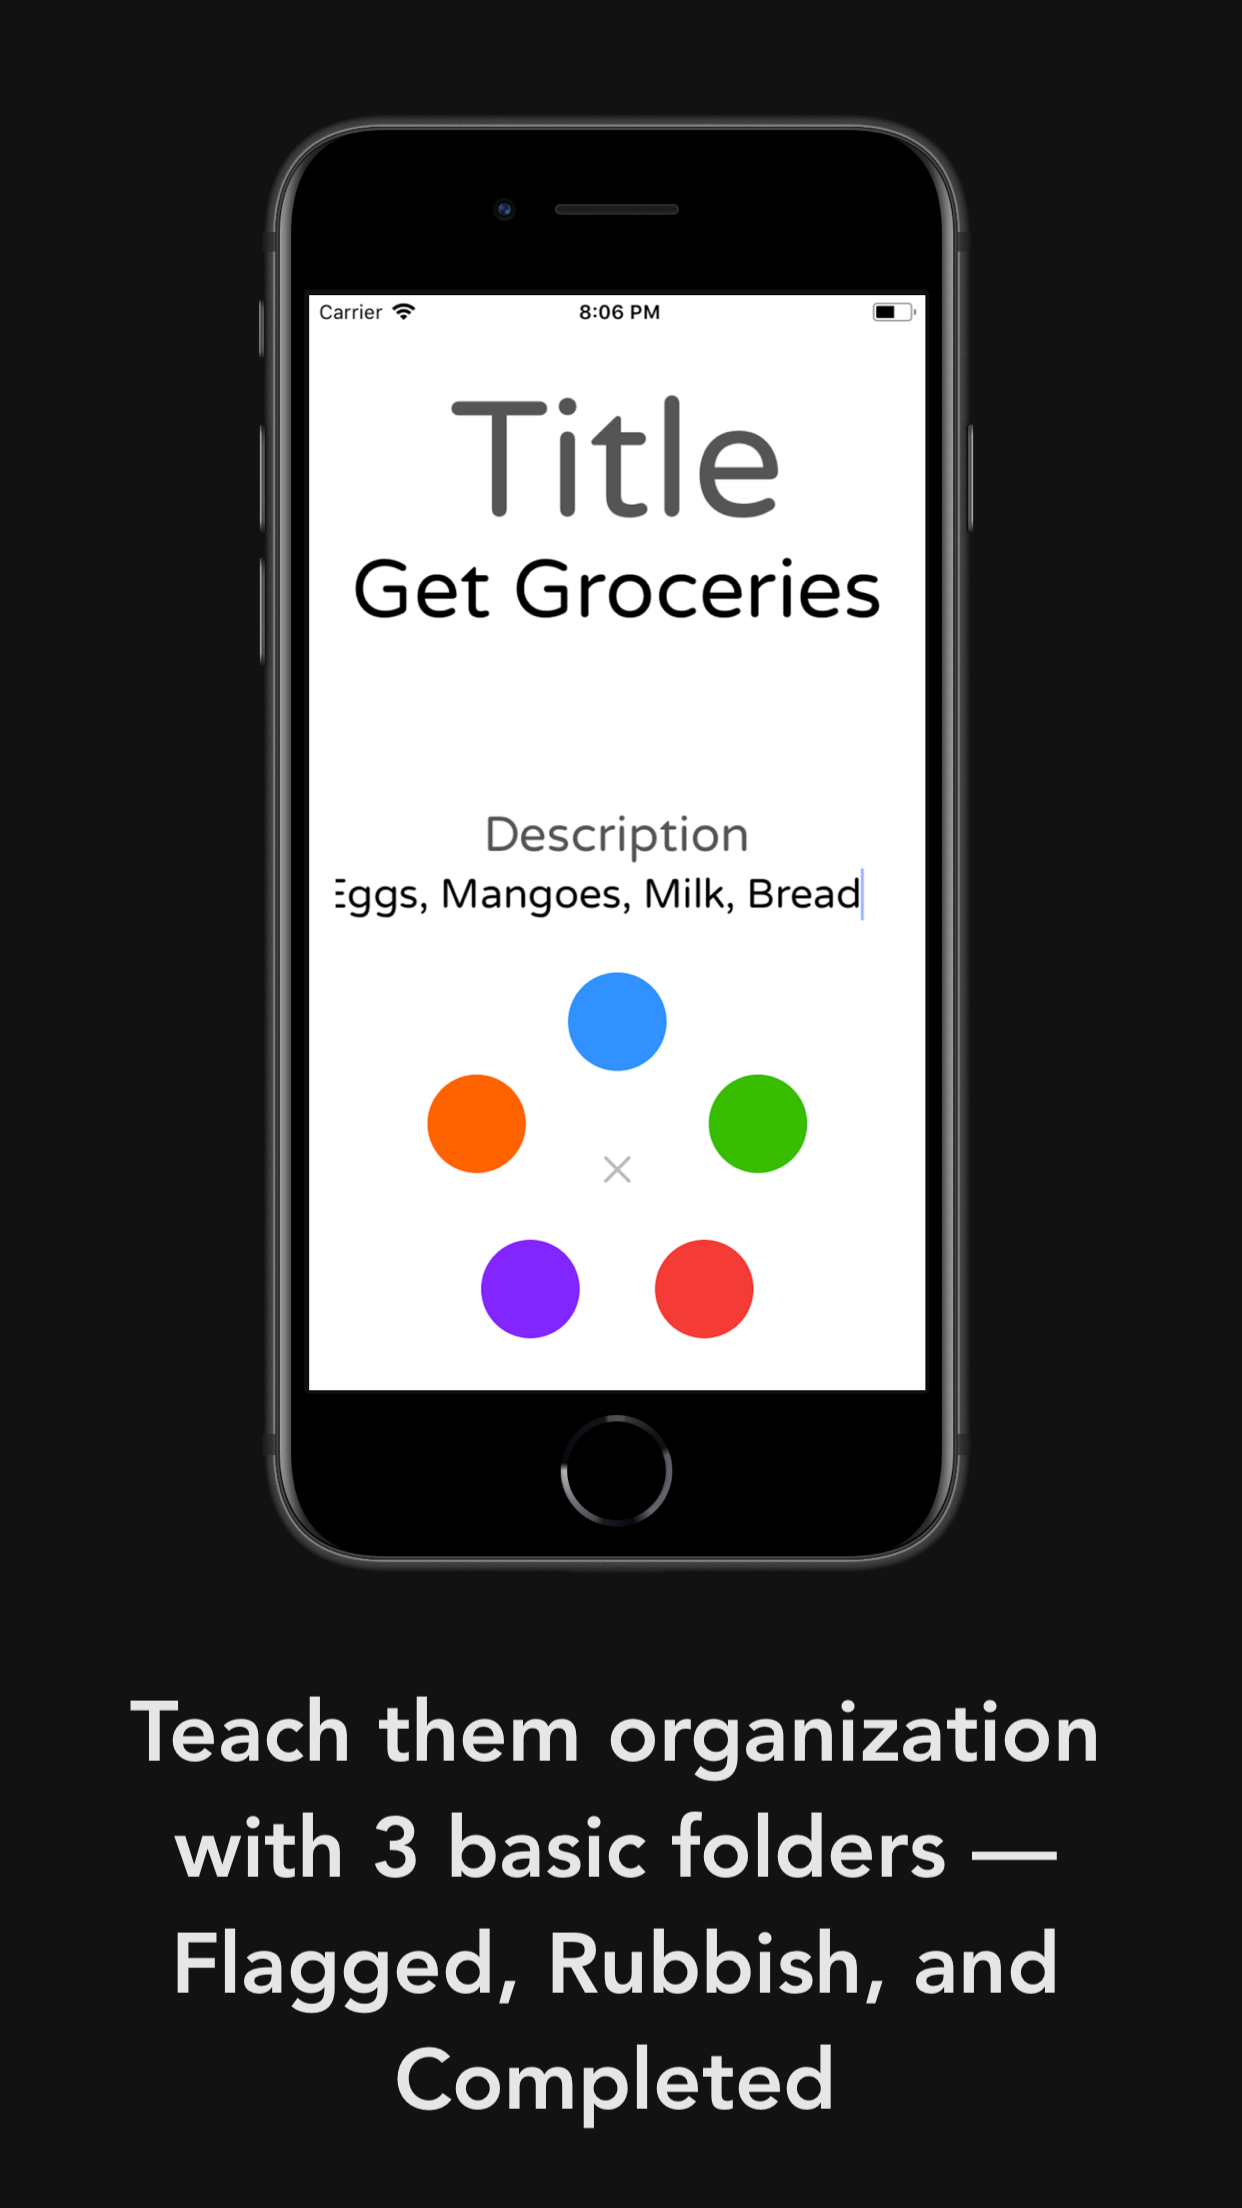 Carrier 8:06 PM
Title
Get Groceries
Description
Eggs, Mangoes, Milk, Bread
Teach them organization
with 3 basic folders —
Flagged, Rubbish, and
Completed